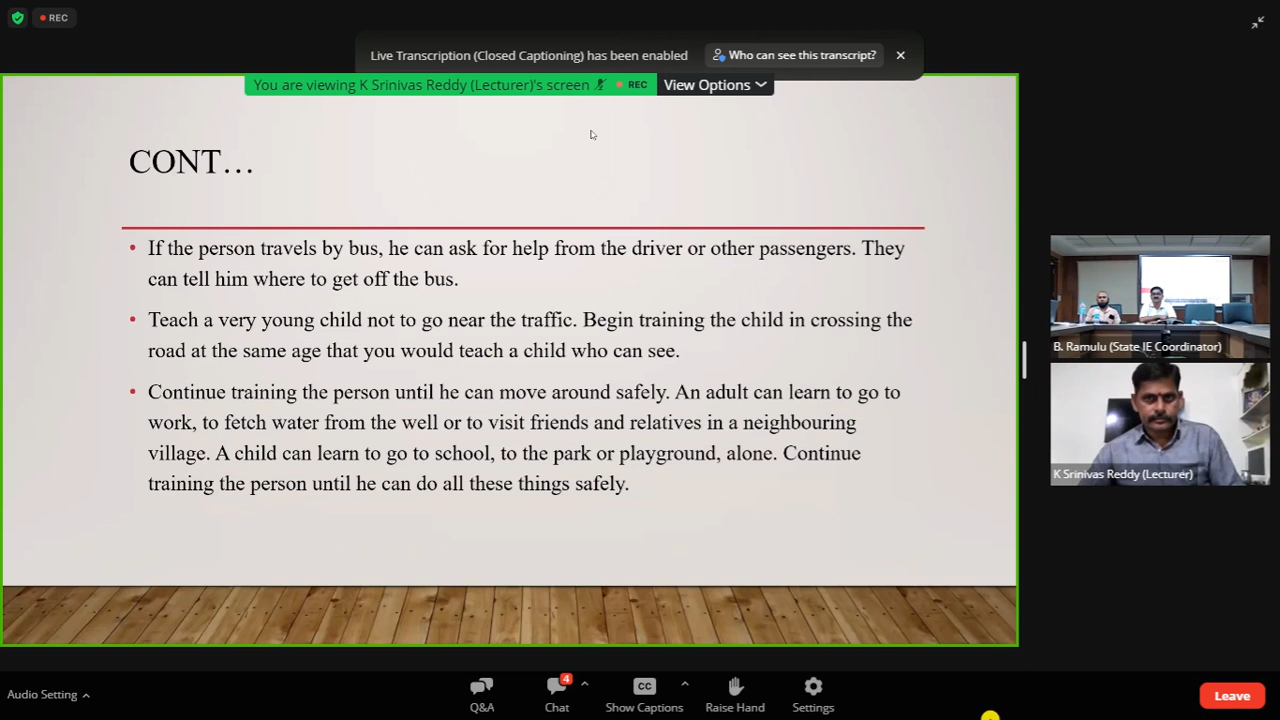 REC
Live Transcription (Closed Captioning) has been enabled
Who can see this transcript?
You are viewing K Srinivas Reddy (Lecturer)'s screen
REC
View Options
CONT…
• If the person travels by bus, he can ask for help from the driver or other passengers. They
can tell him where to get off the bus.
• Teach a very young child not to go near the traffic. Begin training the child in crossing the
road at the same age that you would teach a child who can see.
• Continue training the person until he can move around safely. An adult can learn to go to
work, to fetch water from the well or to visit friends and relatives in a neighbouring
village. A child can learn to go to school, to the park or playground, alone. Continue
training the person until he can do all these things safely.
B. Ramulu (State IE Coordinator)
K Srinivas Reddy (Lecturer)
Audio Setting
Q&A
4
Chat
CC
Show Captions
Raise Hand
Settings
Leave